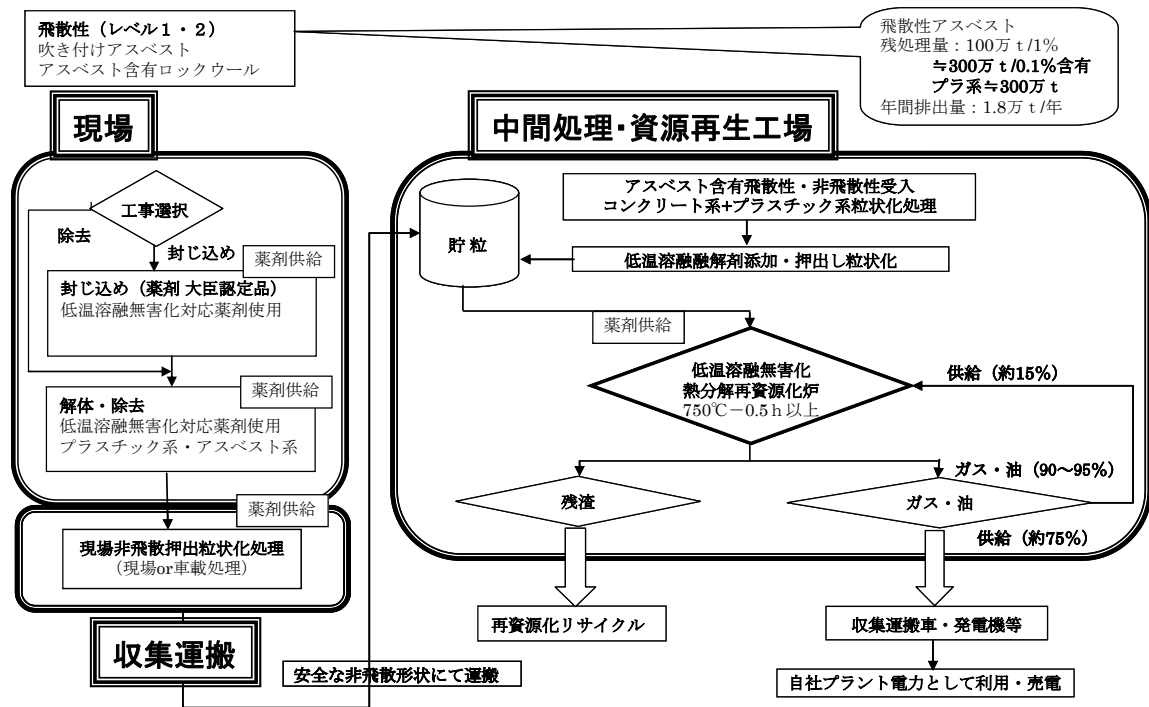 飛散性（レベル１・２）
吹き付けアスベスト
アスベスト含有ロックウール
飛散性アスベスト
残処理量：100万ｔ/1%
≒300万ｔ/0.1%含有
プラ系≒300万ｔ
年間排出量：1.8万ｔ/年
現場
工事選択
除去
封じ込め
薬剤供給
封じ込め（薬剤 大臣認定品）
低温溶融無害化対応薬剤使用
薬剤供給
解体・除去
低温溶融無害化対応薬剤使用
プラスチック系・アスベスト系
薬剤供給
現場非飛散押出粒状化処理
（現場or車載処理）
収集運搬
安全な非飛散形状にて運搬
中間処理・資源再生工場
アスベスト含有飛散性・非飛散性受入
コンクリート系+プラスチック系粒状化処理
貯 粒
低温溶融融解剤添加・押出し粒状化
薬剤供給
低温溶融無害化
熱分解再資源化炉
750℃－0.5ｈ以上
供給（約15%）
ガス・油（90～95%）
残渣
ガス・油
供給（約75%）
再資源化リサイクル
収集運搬車・発電機等
自社プラント電力として利用・売電